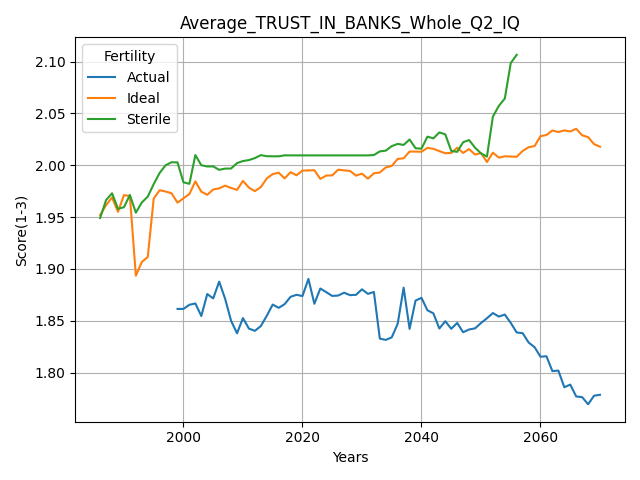 Average_TRUST_IN_BANKS_Whole_Q2_IQ
Fertility
Actual
Ideal
Sterile
Score(1-3)
2.10
2.05
2.00
1.95
1.90
1.85
1.80
2000
2020
2040
2060
Years